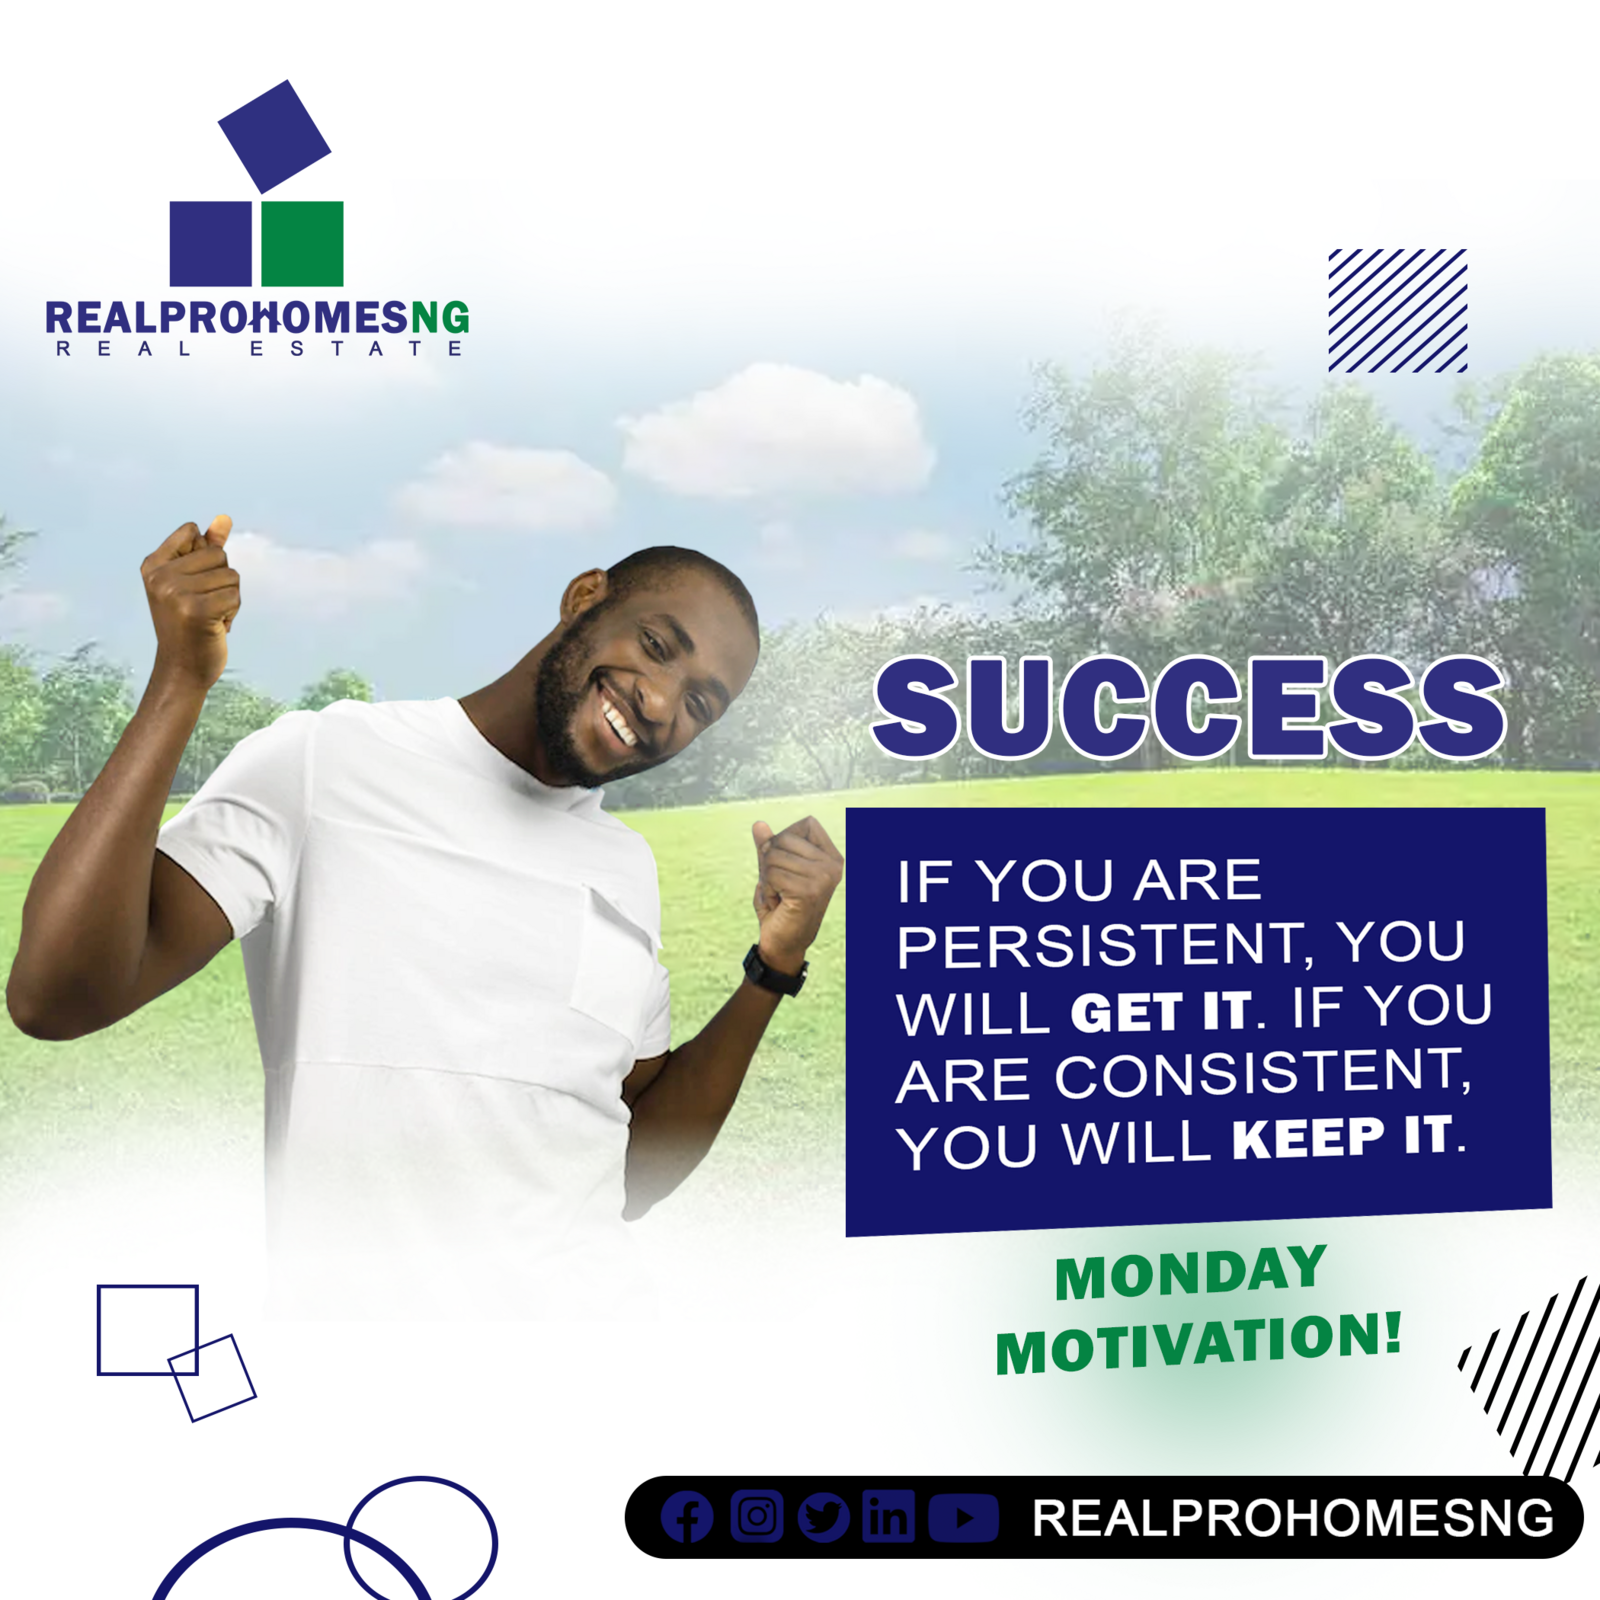 REALPROHOMESNG
REAL ESTATE
SUCCESS
IF YOU ARE
PERSISTENT, YOU
WILL GET IT. IF YOU
ARE CONSISTENT,
YOU WILL KEEP IT.
MONDAY
MOTIVATION!
REALPROHOMESNG